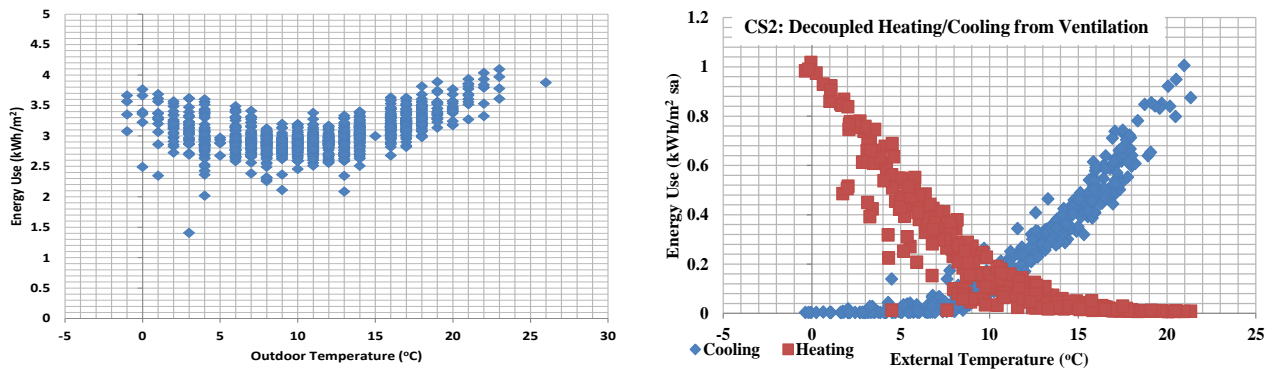 5
4.5
4
3.5
3
2.5
2
1.5
1
0.5
0
Energy Use (kWh/m²)
-5 0 5 10 15 20 25 30
Outdoor Temperature (°C)
CS2: Decoupled Heating/Cooling from Ventilation
1.2
1
0.8
0.6
0.4
0.2
0
Energy Use (kWh/m² sa)
-5 0 5 10 15 20 25
Cooling Heating External Temperature (°C)